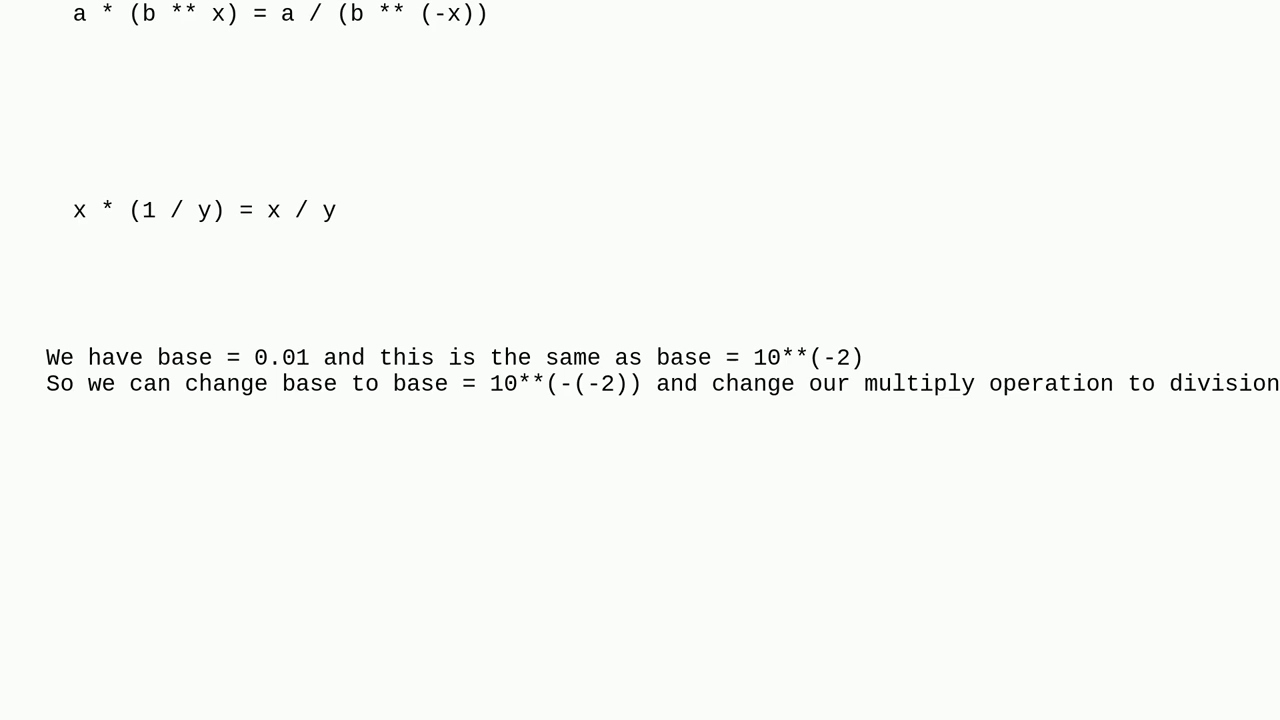 a * (b ** x) = a / (b ** (-x))
x * (1 / y) = x / y
We have base = 0.01 and this is the same as base = 10**(-2)
So we can change base to base = 10**(-(-2)) and change our multiply operation to division